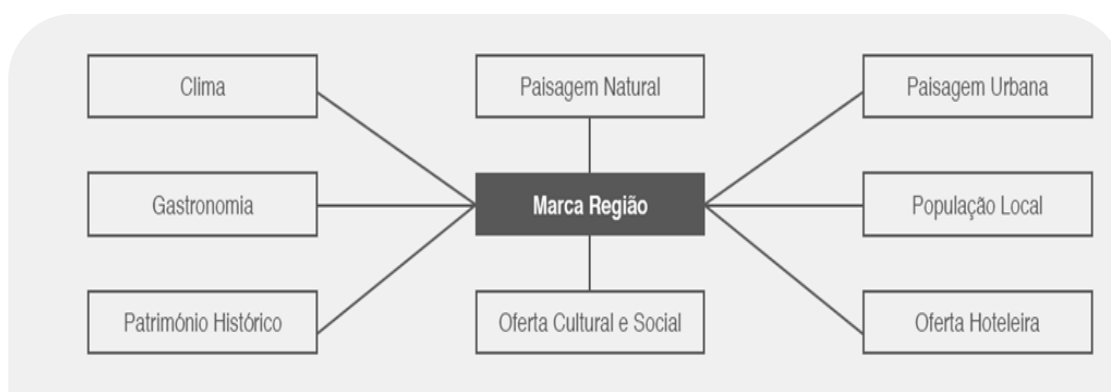 Clima
Paisagem Natural
Paisagem Urbana
Gastronomia
Marca Região
População Local
Património Histórico
Oferta Cultural e Social
Oferta Hoteleira